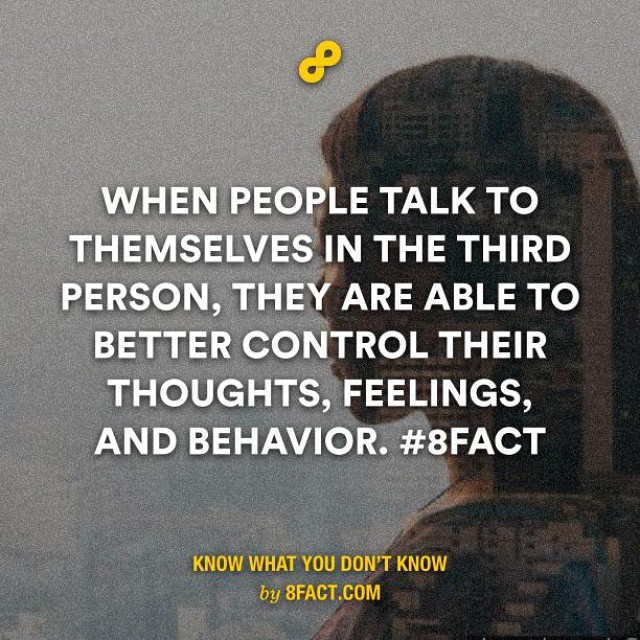 WHEN PEOPLE TALK TO
THEMSELVES IN THE THIRD
PERSON, THEY ARE ABLE TO
BETTER CONTROL THEIR
THOUGHTS, FEELINGS,
AND BEHAVIOR. #8FACT
KNOW WHAT YOU DON'T KNOW
by 8FACT.COM